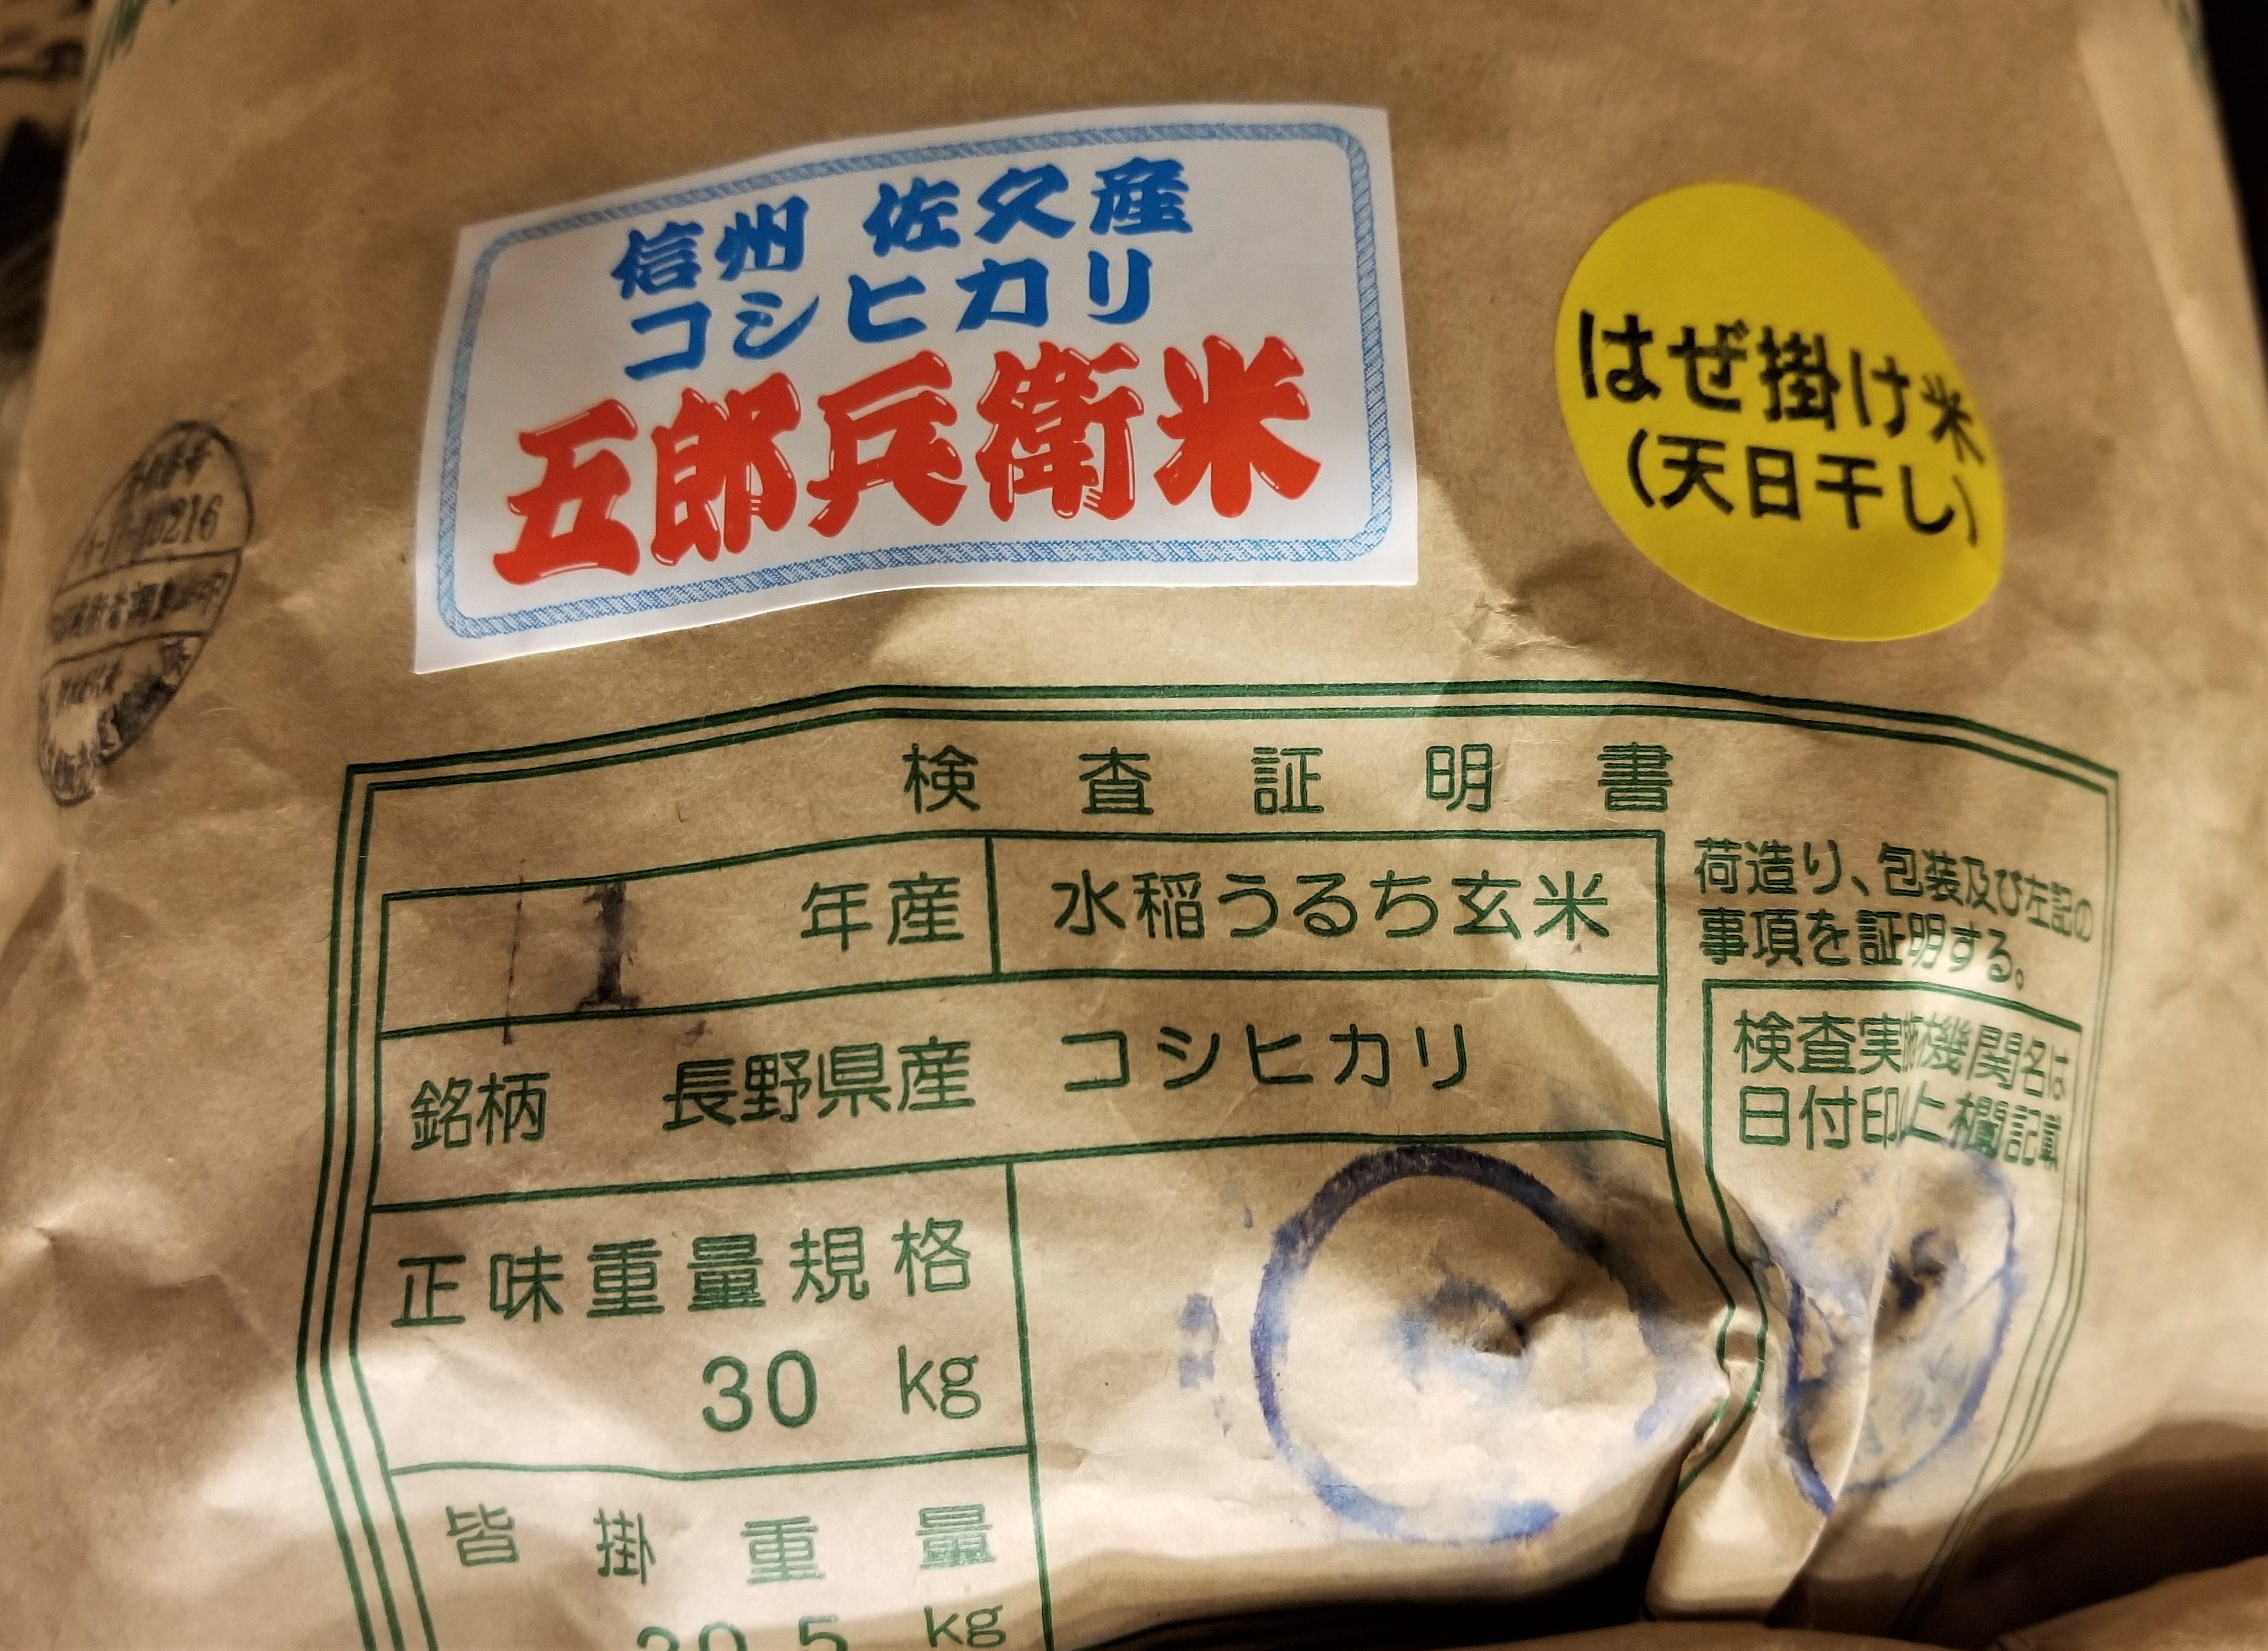 信州 佐久産
コシヒカリ
五郎兵衛米
はぜ掛け米
(天日干し)
検査証明書
1 年産
水稲うるち玄米
荷造り、包装及び左記の
事項を証明する。
銘柄 長野県産 コシヒカリ
検査実施機関名は
日付印上欄記載
正味重量規格
30 kg
皆掛重量
30.5 kg